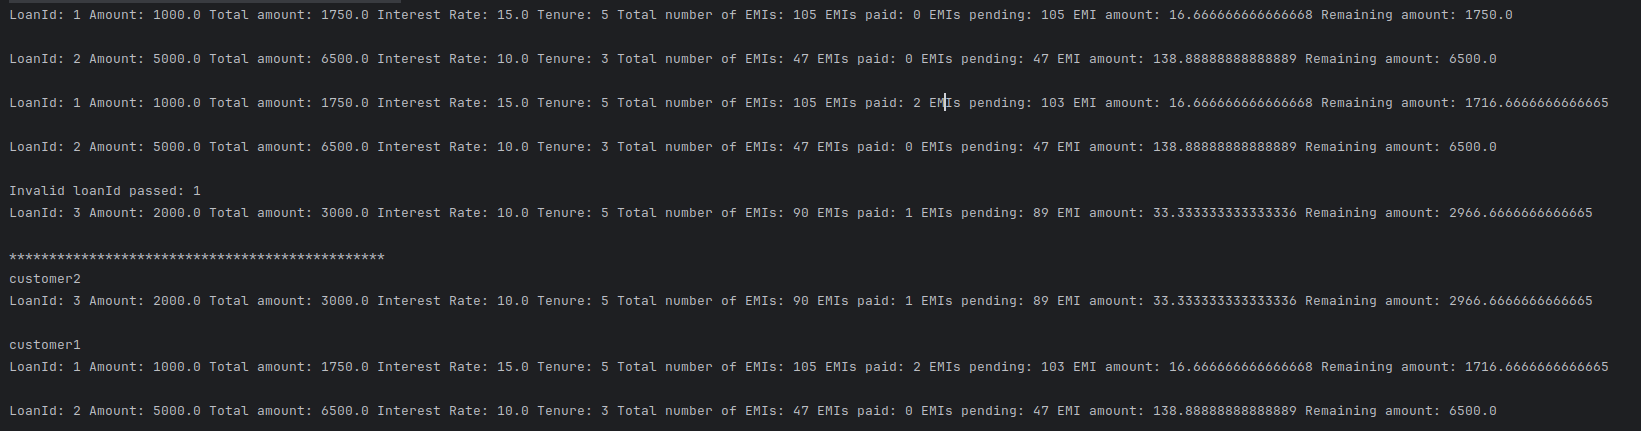 LoanId: 1 Amount: 1000.0 Total amount: 1750.0 Interest Rate: 15.0 Tenure: 5 Total number of EMIs: 105 EMIs paid: 0 EMIs pending: 105 EMI amount: 16.666666666666668 Remaining amount: 1750.0
LoanId: 2 Amount: 5000.0 Total amount: 6500.0 Interest Rate: 10.0 Tenure: 3 Total number of EMIs: 47 EMIs paid: 0 EMIs pending: 47 EMI amount: 138.88888888888889 Remaining amount: 6500.0
LoanId: 1 Amount: 1000.0 Total amount: 1750.0 Interest Rate: 15.0 Tenure: 5 Total number of EMIs: 105 EMIs paid: 2 EMIs pending: 103 EMI amount: 16.666666666666668 Remaining amount: 1716.6666666666665
LoanId: 2 Amount: 5000.0 Total amount: 6500.0 Interest Rate: 10.0 Tenure: 3 Total number of EMIs: 47 EMIs paid: 0 EMIs pending: 47 EMI amount: 138.88888888888889 Remaining amount: 6500.0
Invalid loanId passed: 1
LoanId: 3 Amount: 2000.0 Total amount: 3000.0 Interest Rate: 10.0 Tenure: 5 Total number of EMIs: 90 EMIs paid: 1 EMIs pending: 89 EMI amount: 33.333333333333336 Remaining amount: 2966.6666666666665
***********************************************
customer2
LoanId: 3 Amount: 2000.0 Total amount: 3000.0 Interest Rate: 10.0 Tenure: 5 Total number of EMIs: 90 EMIs paid: 1 EMIs pending: 89 EMI amount: 33.333333333333336 Remaining amount: 2966.6666666666665
customer1
LoanId: 1 Amount: 1000.0 Total amount: 1750.0 Interest Rate: 15.0 Tenure: 5 Total number of EMIs: 105 EMIs paid: 2 EMIs pending: 103 EMI amount: 16.666666666666668 Remaining amount: 1716.6666666666665
LoanId: 2 Amount: 5000.0 Total amount: 6500.0 Interest Rate: 10.0 Tenure: 3 Total number of EMIs: 47 EMIs paid: 0 EMIs pending: 47 EMI amount: 138.88888888888889 Remaining amount: 6500.0